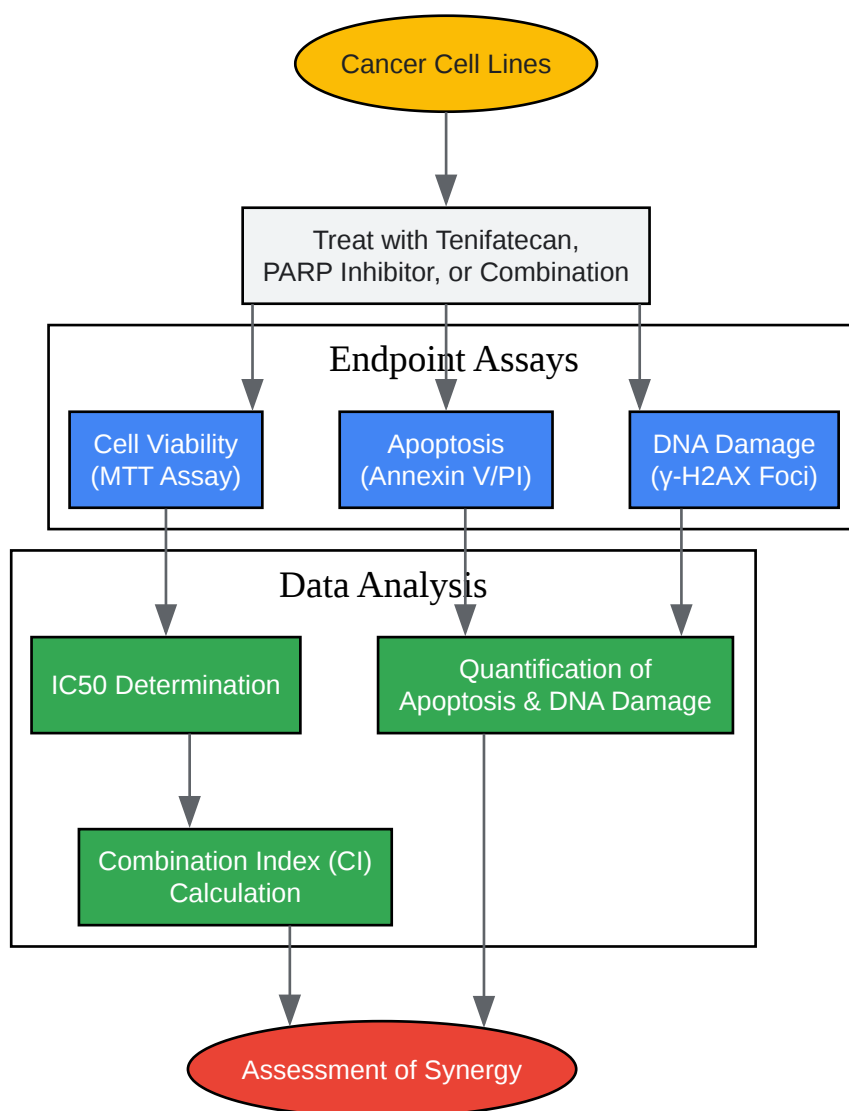 Cancer Cell Lines
Treat with Tenifatecan,
PARP Inhibitor, or Combination
Endpoint Assays
Cell Viability
(MTT Assay)
Apoptosis
(Annexin V/PI)
DNA Damage
(γ-H2AX Foci)
Data Analysis
IC50 Determination
Quantification of
Apoptosis & DNA Damage
Combination Index (CI)
Calculation
Assessment of Synergy